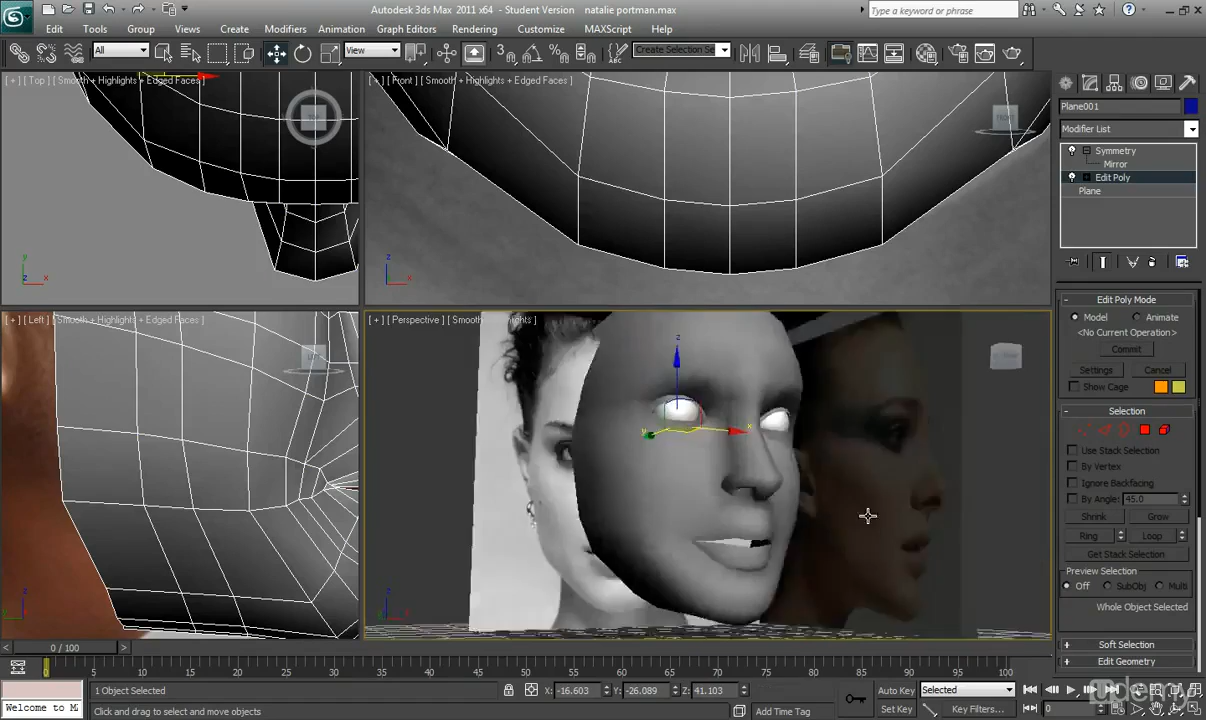 Autodesk 3ds Max 2011 x64 - Student Version natalie portman.max
Type a keyword or phrase
Edit Tools Group Views Create Modifiers Animation Graph Editors Rendering Customize MAXScript Help
All View Create Selection Se
[ + ] [ Top ] [ Smooth + Highlights + Edged Faces ]
[ + ] [ Front ] [ Smooth + Highlights + Edged Faces ]
TOP
FRONT
Plane001
Modifier List
Symmetry
Mirror
Edit Poly
Plane
y
z x
z
x
Edit Poly Mode
Model Animate
<No Current Operation>
Commit
Settings Cancel
Show Cage
Selection
Use Stack Selection
By Vertex
Ignore Backfacing
By Angle: 45.0
Shrink Grow
Ring Loop
Get Stack Selection
Preview Selection
Off SubObj Multi
Whole Object Selected
Soft Selection
Edit Geometry
[ + ] [ Left ] [ Smooth + Highlights + Edged Faces ]
[ + ] [ Perspective ]
LEFT
z
y x
0 / 100
0 5 10 15 20 25 30 35 40 45 50 55 60 65 70 75 80 85 90 95 100
1 Object Selected X: -16.603 Y: -26.089 Z: 41.103 Auto Key Selected
Welcome to M
Click and drag to select and move objects Add Time Tag Set Key Key Filters... 0
udemy